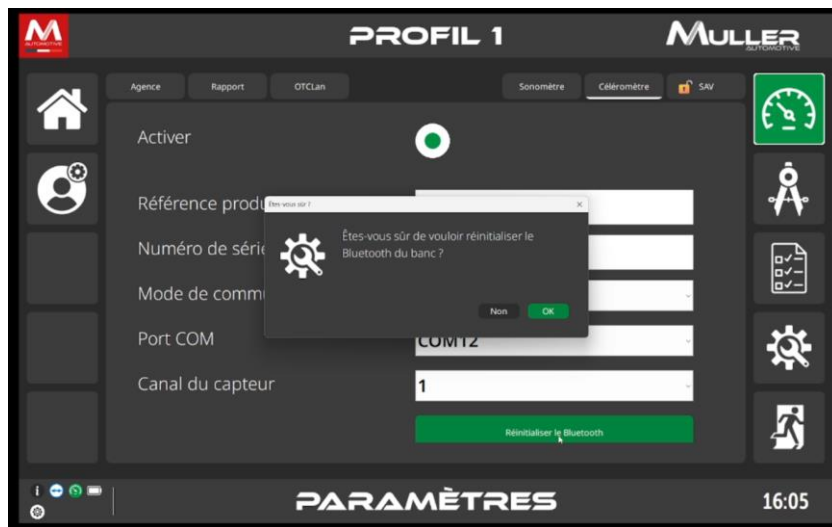 M
AUTOMOTIVE
PROFIL 1
MULLER
AUTOMOTIVE
Agence
Rapport
OTCLan
Sonomètre
Céléromètre
SAV
Activer
Référence produ
Êtes-vous sûr ?
Numéro de série
Êtes-vous sûr de vouloir réinitialiser le
Bluetooth du banc ?
Mode de commu
Non
OK
Port COM
COM12
Canal du capteur
1
Réinitialiser le Bluetooth
PARAMÈTRES
16:05